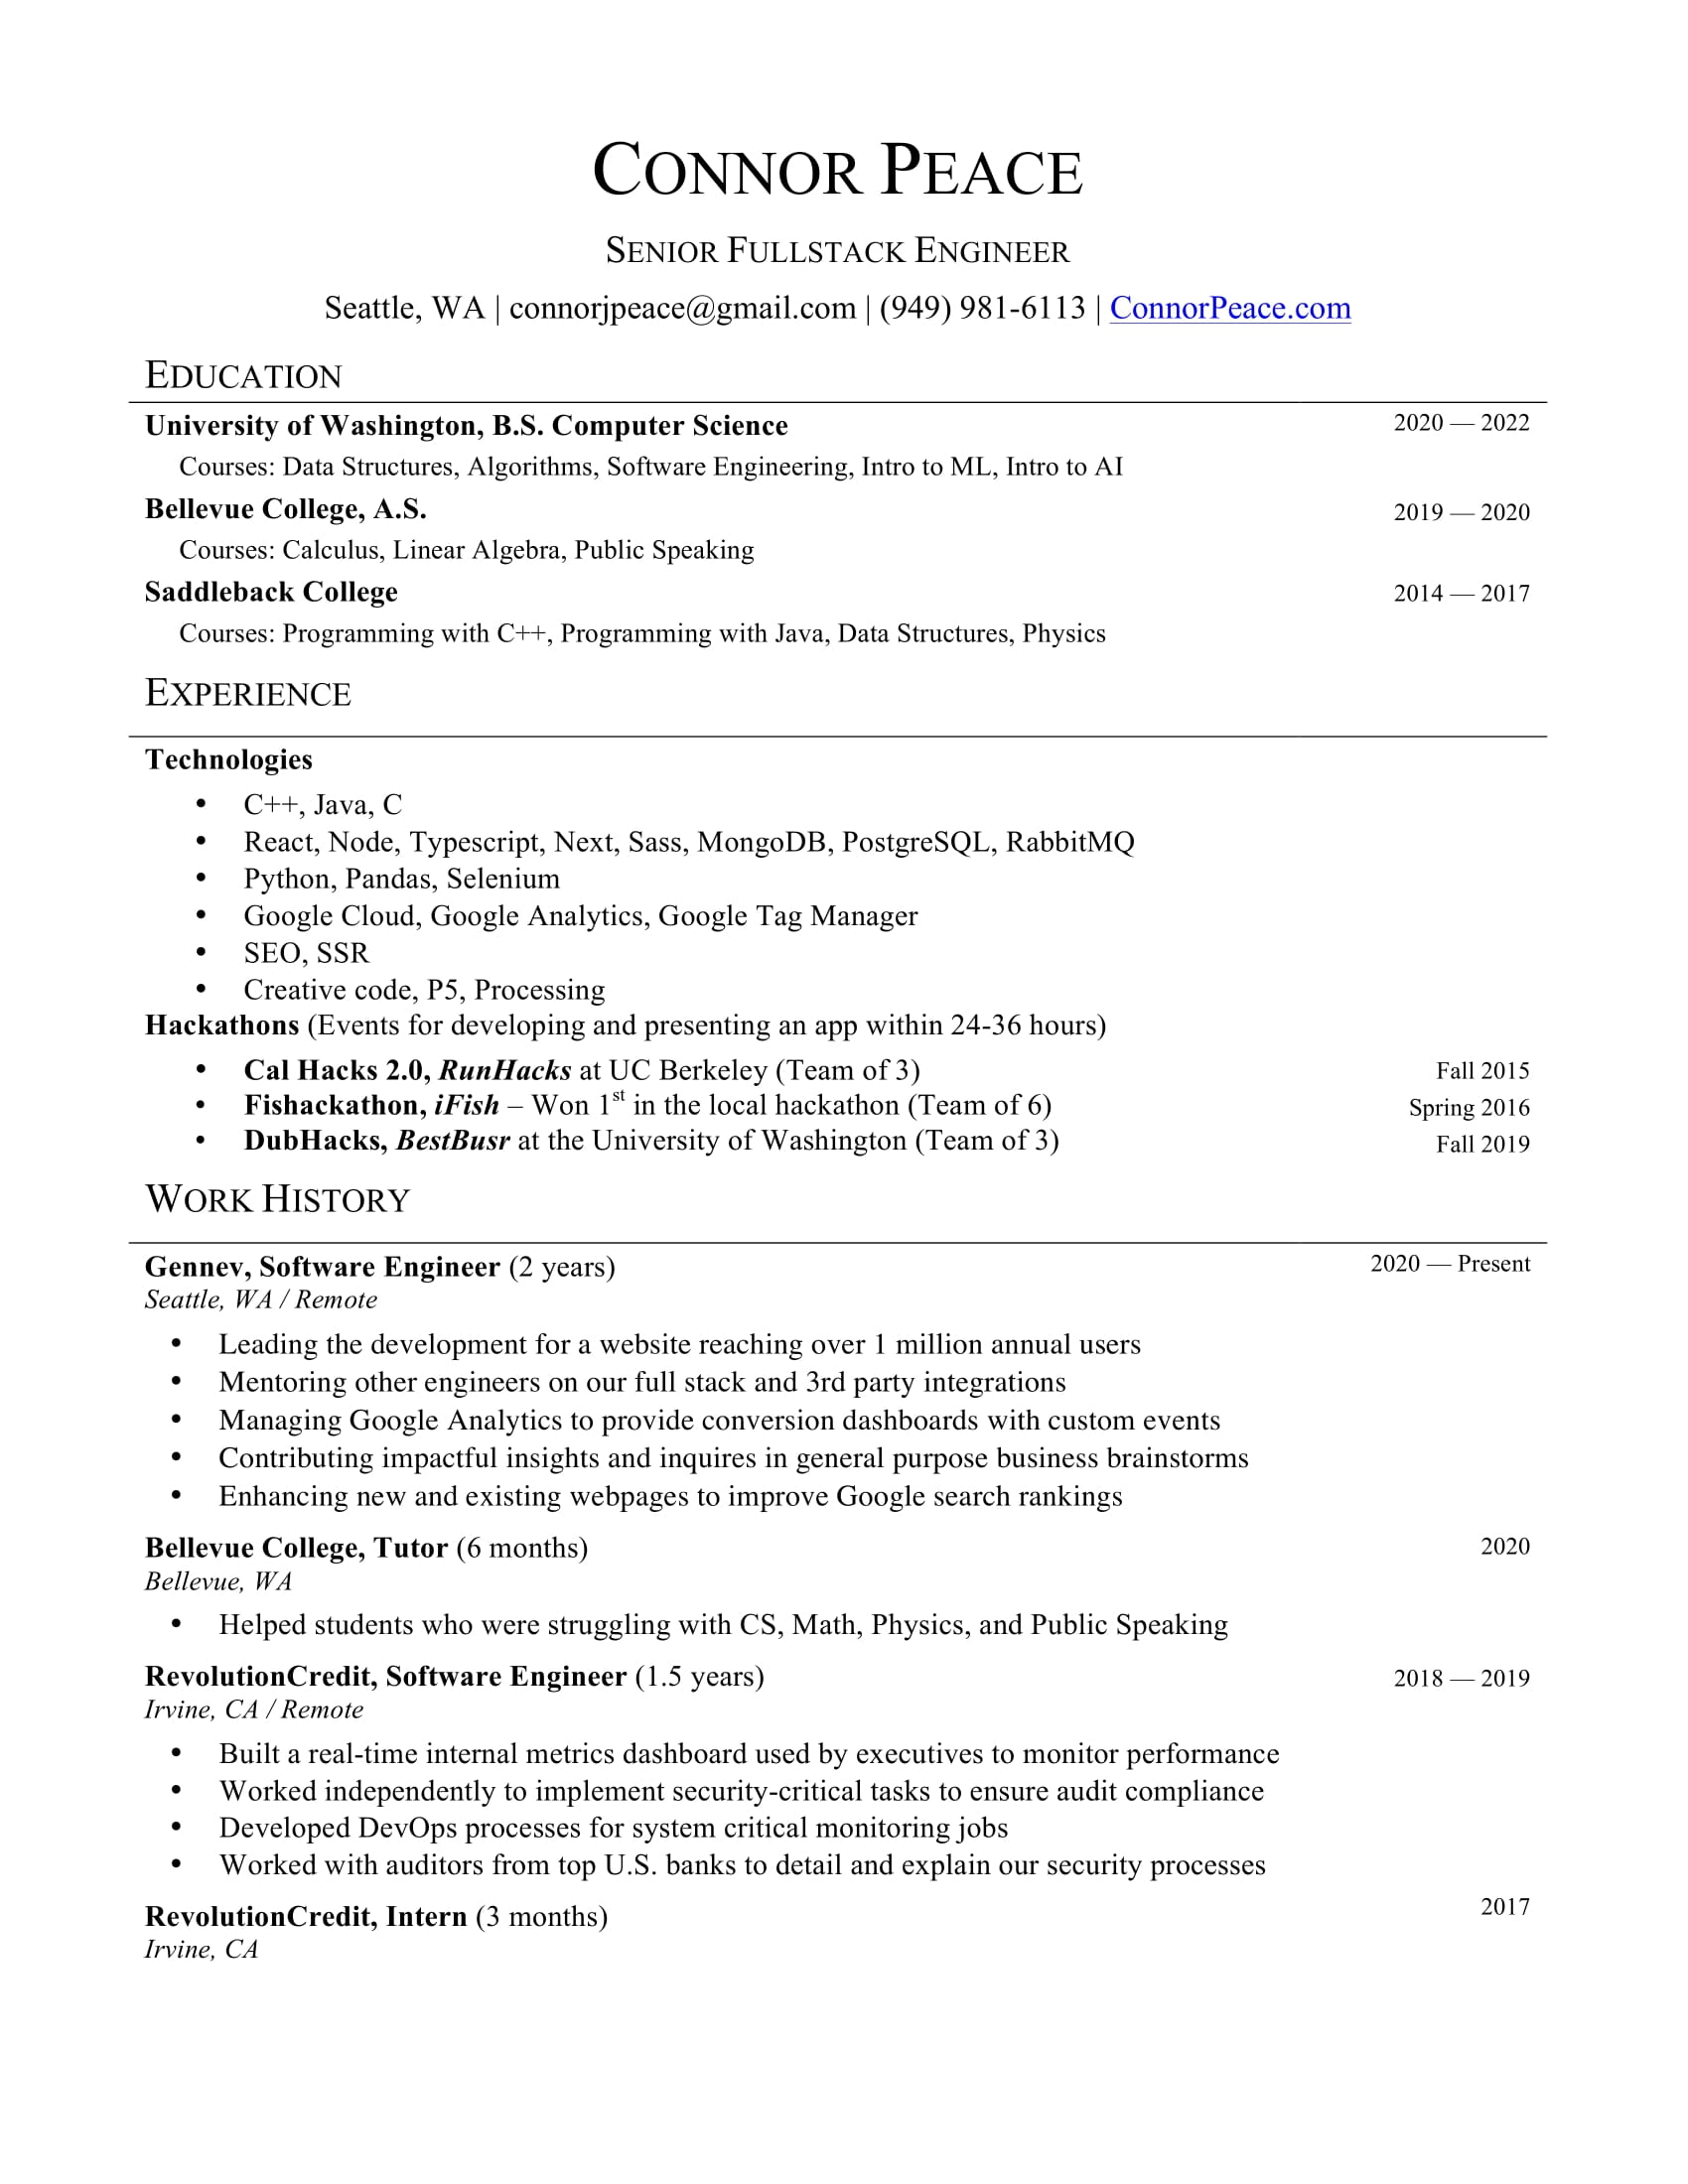 CONNOR PEACE
SENIOR FULLSTACK ENGINEER
Seattle, WA | connorjpeace@gmail.com | (949) 981-6113 | ConnorPeace.com
EDUCATION
University of Washington, B.S. Computer Science 2020 — 2022
Courses: Data Structures, Algorithms, Software Engineering, Intro to ML, Intro to AI
Bellevue College, A.S. 2019 — 2020
Courses: Calculus, Linear Algebra, Public Speaking
Saddleback College 2014 — 2017
Courses: Programming with C++, Programming with Java, Data Structures, Physics
EXPERIENCE
Technologies
• C++, Java, C
• React, Node, Typescript, Next, Sass, MongoDB, PostgreSQL, RabbitMQ
• Python, Pandas, Selenium
• Google Cloud, Google Analytics, Google Tag Manager
• SEO, SSR
• Creative code, P5, Processing
Hackathons (Events for developing and presenting an app within 24-36 hours)
• Cal Hacks 2.0, RunHacks at UC Berkeley (Team of 3) Fall 2015
• Fishackathon, iFish – Won 1st in the local hackathon (Team of 6) Spring 2016
• DubHacks, BestBusr at the University of Washington (Team of 3) Fall 2019
WORK HISTORY
Gennev, Software Engineer (2 years) 2020 — Present
Seattle, WA / Remote
• Leading the development for a website reaching over 1 million annual users
• Mentoring other engineers on our full stack and 3rd party integrations
• Managing Google Analytics to provide conversion dashboards with custom events
• Contributing impactful insights and inquires in general purpose business brainstorms
• Enhancing new and existing webpages to improve Google search rankings
Bellevue College, Tutor (6 months) 2020
Bellevue, WA
• Helped students who were struggling with CS, Math, Physics, and Public Speaking
RevolutionCredit, Software Engineer (1.5 years) 2018 — 2019
Irvine, CA / Remote
• Built a real-time internal metrics dashboard used by executives to monitor performance
• Worked independently to implement security-critical tasks to ensure audit compliance
• Developed DevOps processes for system critical monitoring jobs
• Worked with auditors from top U.S. banks to detail and explain our security processes
RevolutionCredit, Intern (3 months) 2017
Irvine, CA